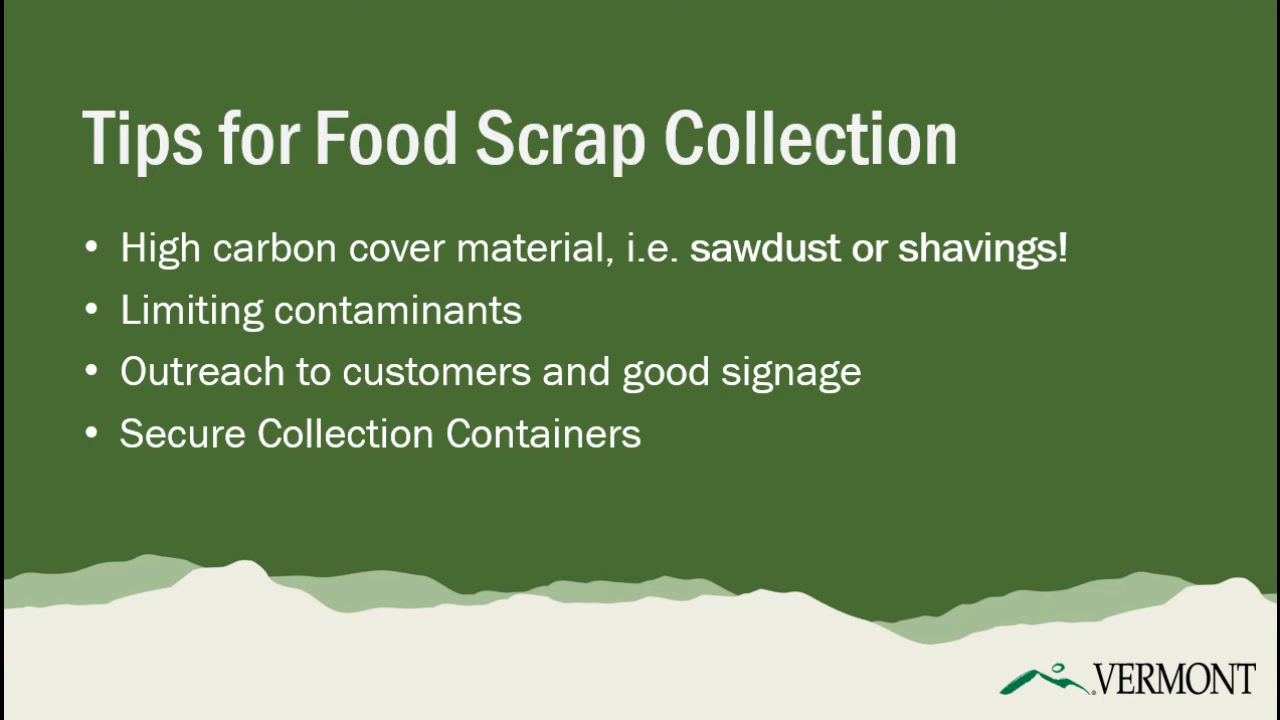 Tips for Food Scrap Collection
• High carbon cover material, i.e. sawdust or shavings!
• Limiting contaminants
• Outreach to customers and good signage
• Secure Collection Containers
VERMONT